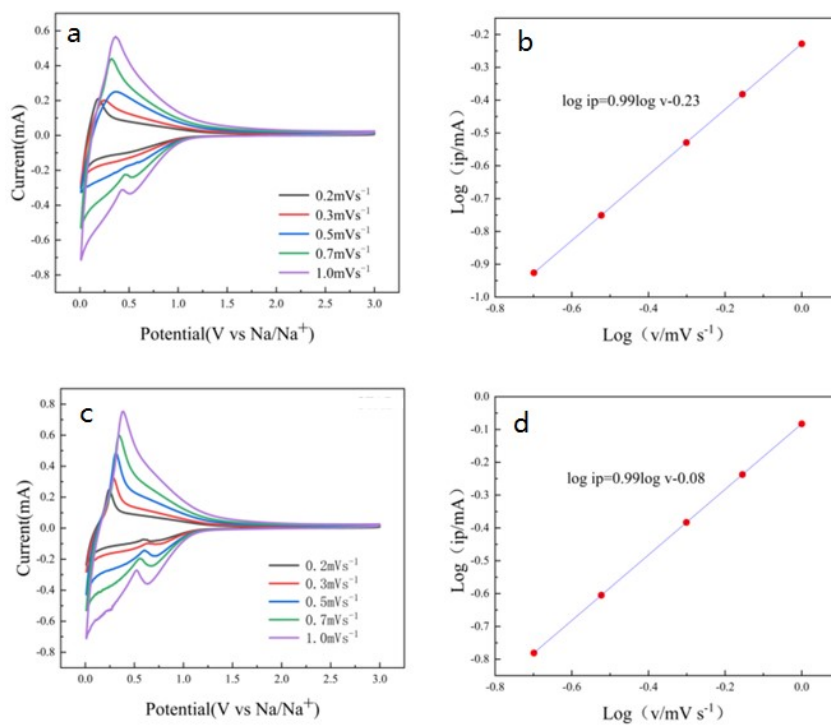 a
0.6
0.4
0.2
0.0
-0.2
-0.4
-0.6
-0.8
Current(mA)
0.2mVs⁻¹
0.3mVs⁻¹
0.5mVs⁻¹
0.7mVs⁻¹
1.0mVs⁻¹
0.0 0.5 1.0 1.5 2.0 2.5 3.0
Potential(V vs Na/Na⁺)
b
-0.2
-0.3
-0.4
-0.5
-0.6
-0.7
-0.8
-0.9
-1.0
Log（ip/mA）
log ip=0.99log v-0.23
-0.8 -0.6 -0.4 -0.2 0.0
Log（v/mV s⁻¹）
c
0.8
0.6
0.4
0.2
0.0
-0.2
-0.4
-0.6
-0.8
Current(mA)
0.2mVs⁻¹
0.3mVs⁻¹
0.5mVs⁻¹
0.7mVs⁻¹
1.0mVs⁻¹
0.0 0.5 1.0 1.5 2.0 2.5 3.0
Potential(V vs Na/Na⁺)
d
0.0
-0.1
-0.2
-0.3
-0.4
-0.5
-0.6
-0.7
-0.8
Log（ip/mA）
log ip=0.99log v-0.08
-0.8 -0.6 -0.4 -0.2 0.0
Log（v/mV s⁻¹）